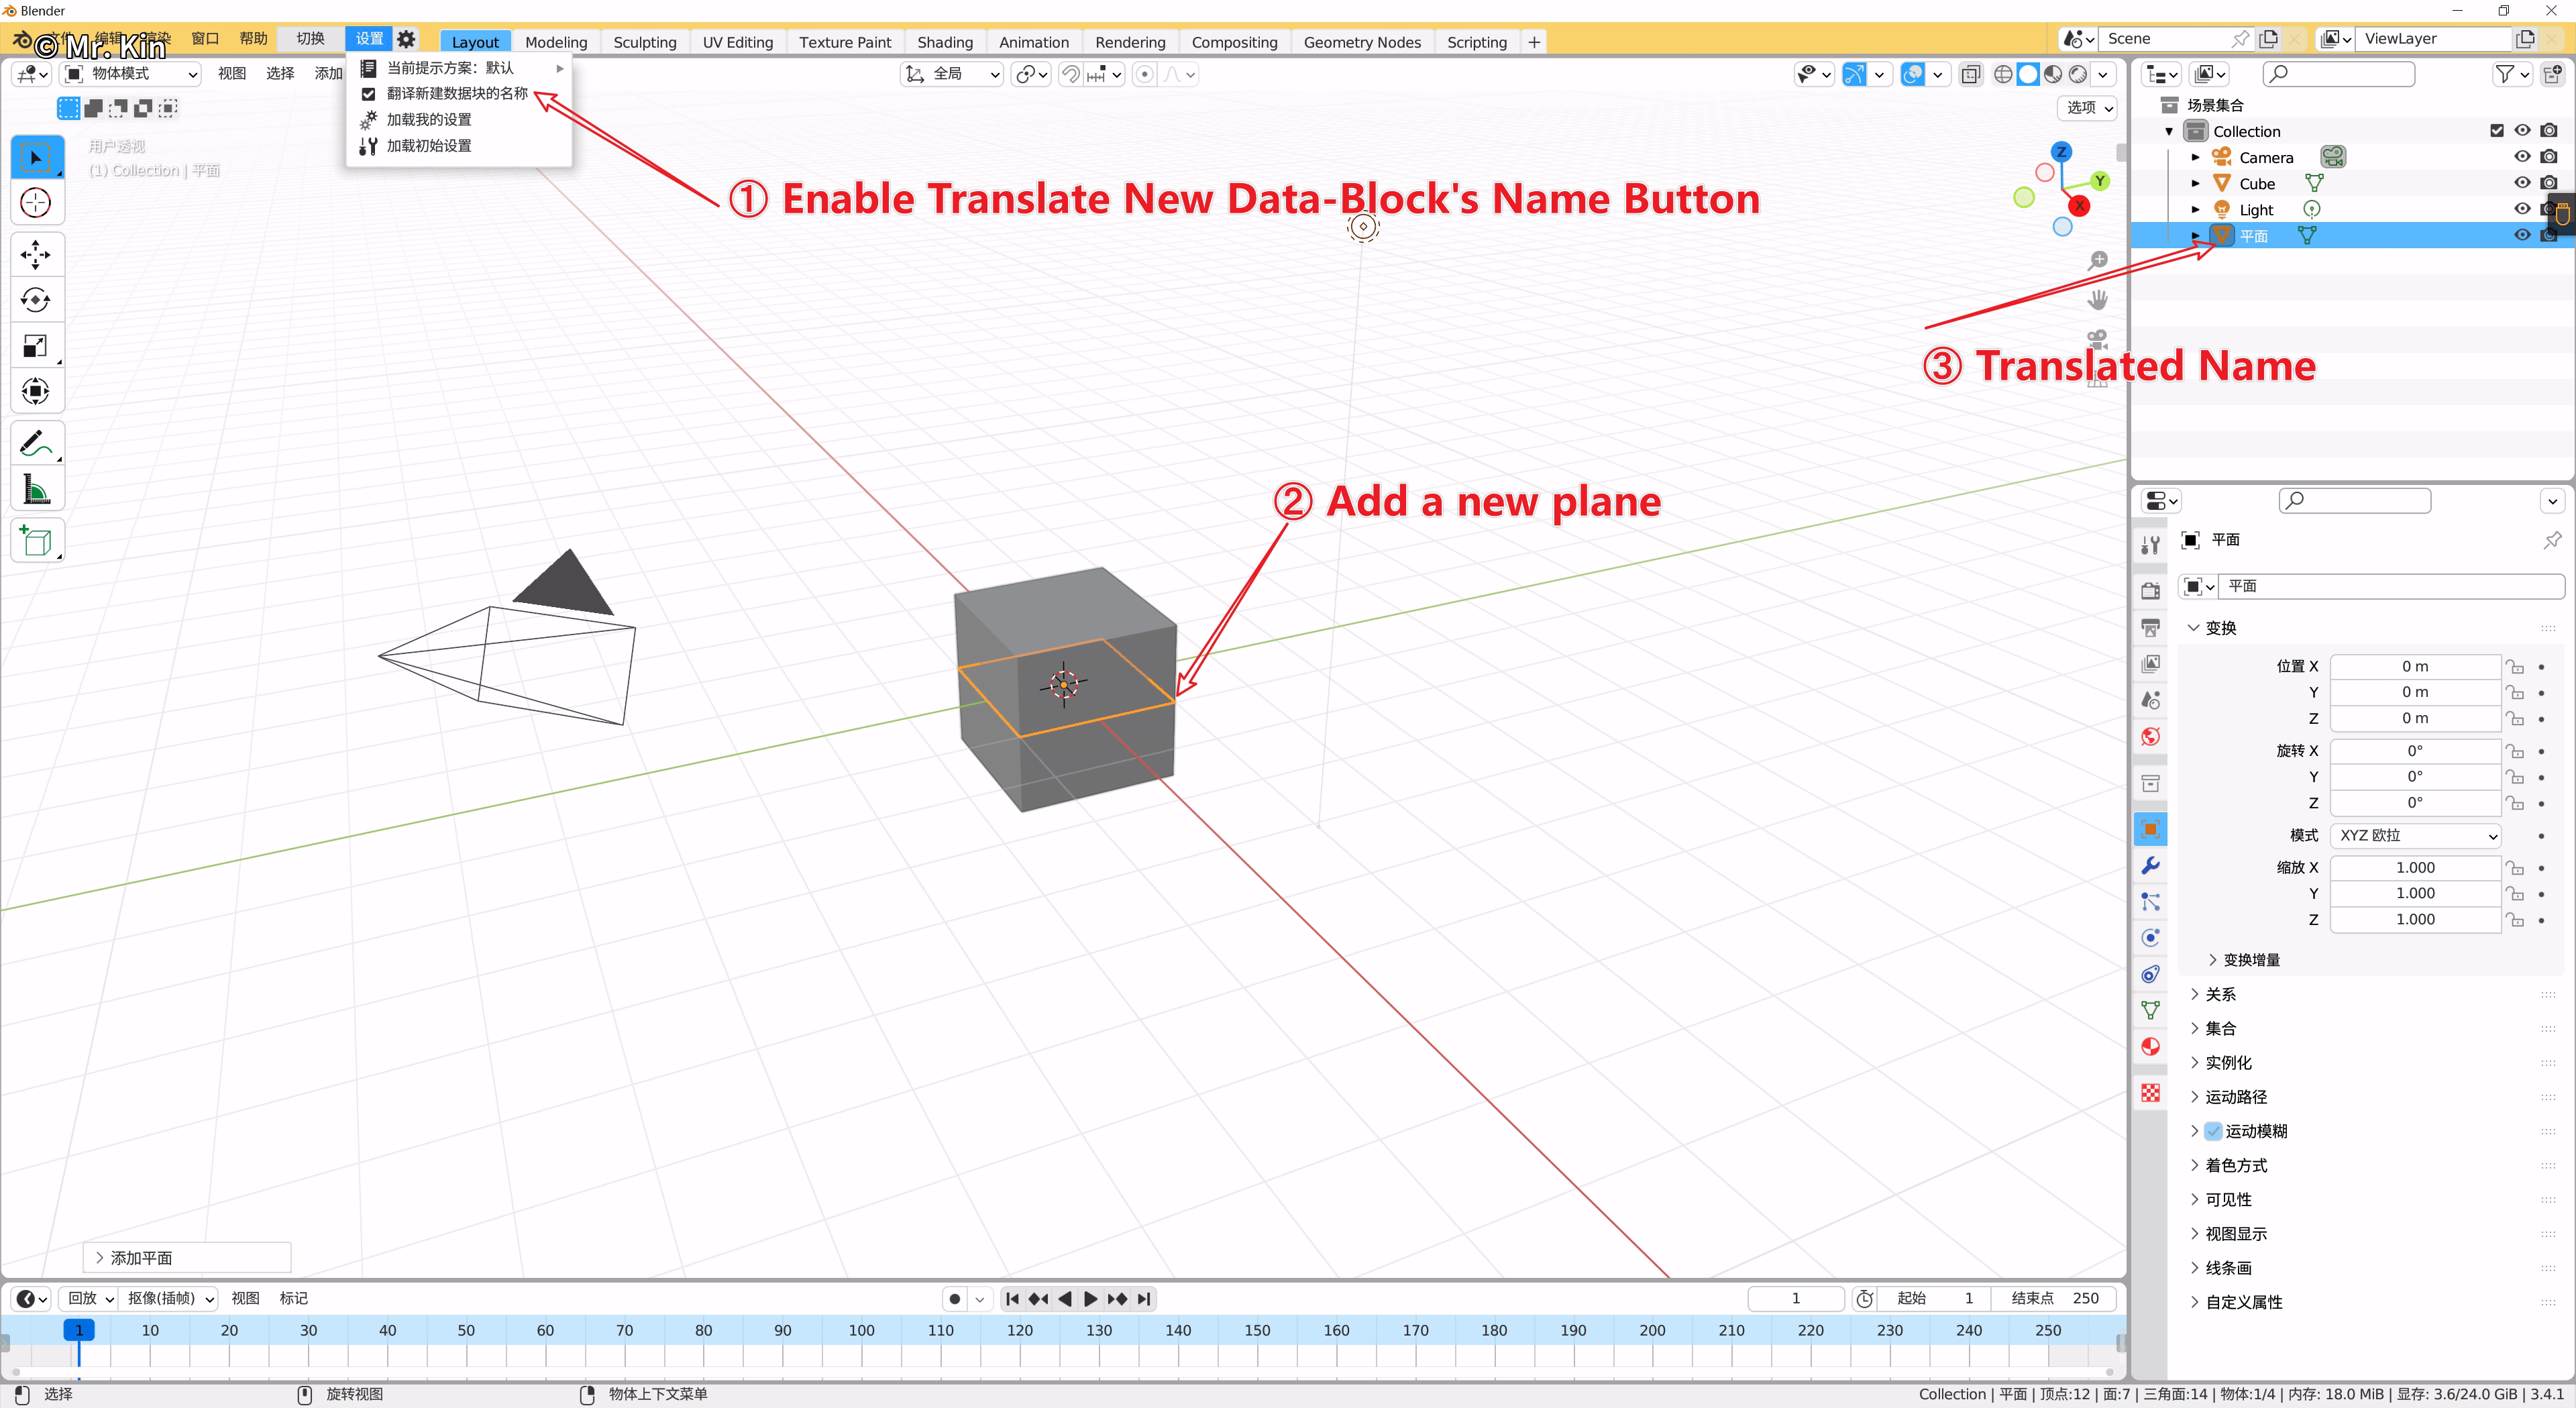 Blender
© Mr. Kin
窗口 帮助 切换 设置
Layout Modeling Sculpting UV Editing Texture Paint Shading Animation Rendering Compositing Geometry Nodes Scripting +
Scene
ViewLayer
物体模式 视图 选择 添加
全局
选项
当前提示方案：默认
翻译新建数据块的名称
加载我的设置
加载初始设置
用户透视
(1) Collection | 平面
① Enable Translate New Data-Block's Name Button
② Add a new plane
③ Translated Name
Z
Y
X
场景集合
Collection
Camera
Cube
Light
平面
平面
平面
变换
位置 X 0 m
Y 0 m
Z 0 m
旋转 X 0°
Y 0°
Z 0°
模式 XYZ 欧拉
缩放 X 1.000
Y 1.000
Z 1.000
变换增量
关系
集合
实例化
运动路径
运动模糊
着色方式
可见性
视图显示
线条画
自定义属性
添加平面
回放 抠像(插帧) 视图 标记
1 起始 1 结束点 250
1 10 20 30 40 50 60 70 80 90 100 110 120 130 140 150 160 170 180 190 200 210 220 230 240 250
选择 旋转视图 物体上下文菜单
Collection | 平面 | 顶点:12 | 面:7 | 三角面:14 | 物体:1/4 | 内存: 18.0 MiB | 显存: 3.6/24.0 GiB | 3.4.1